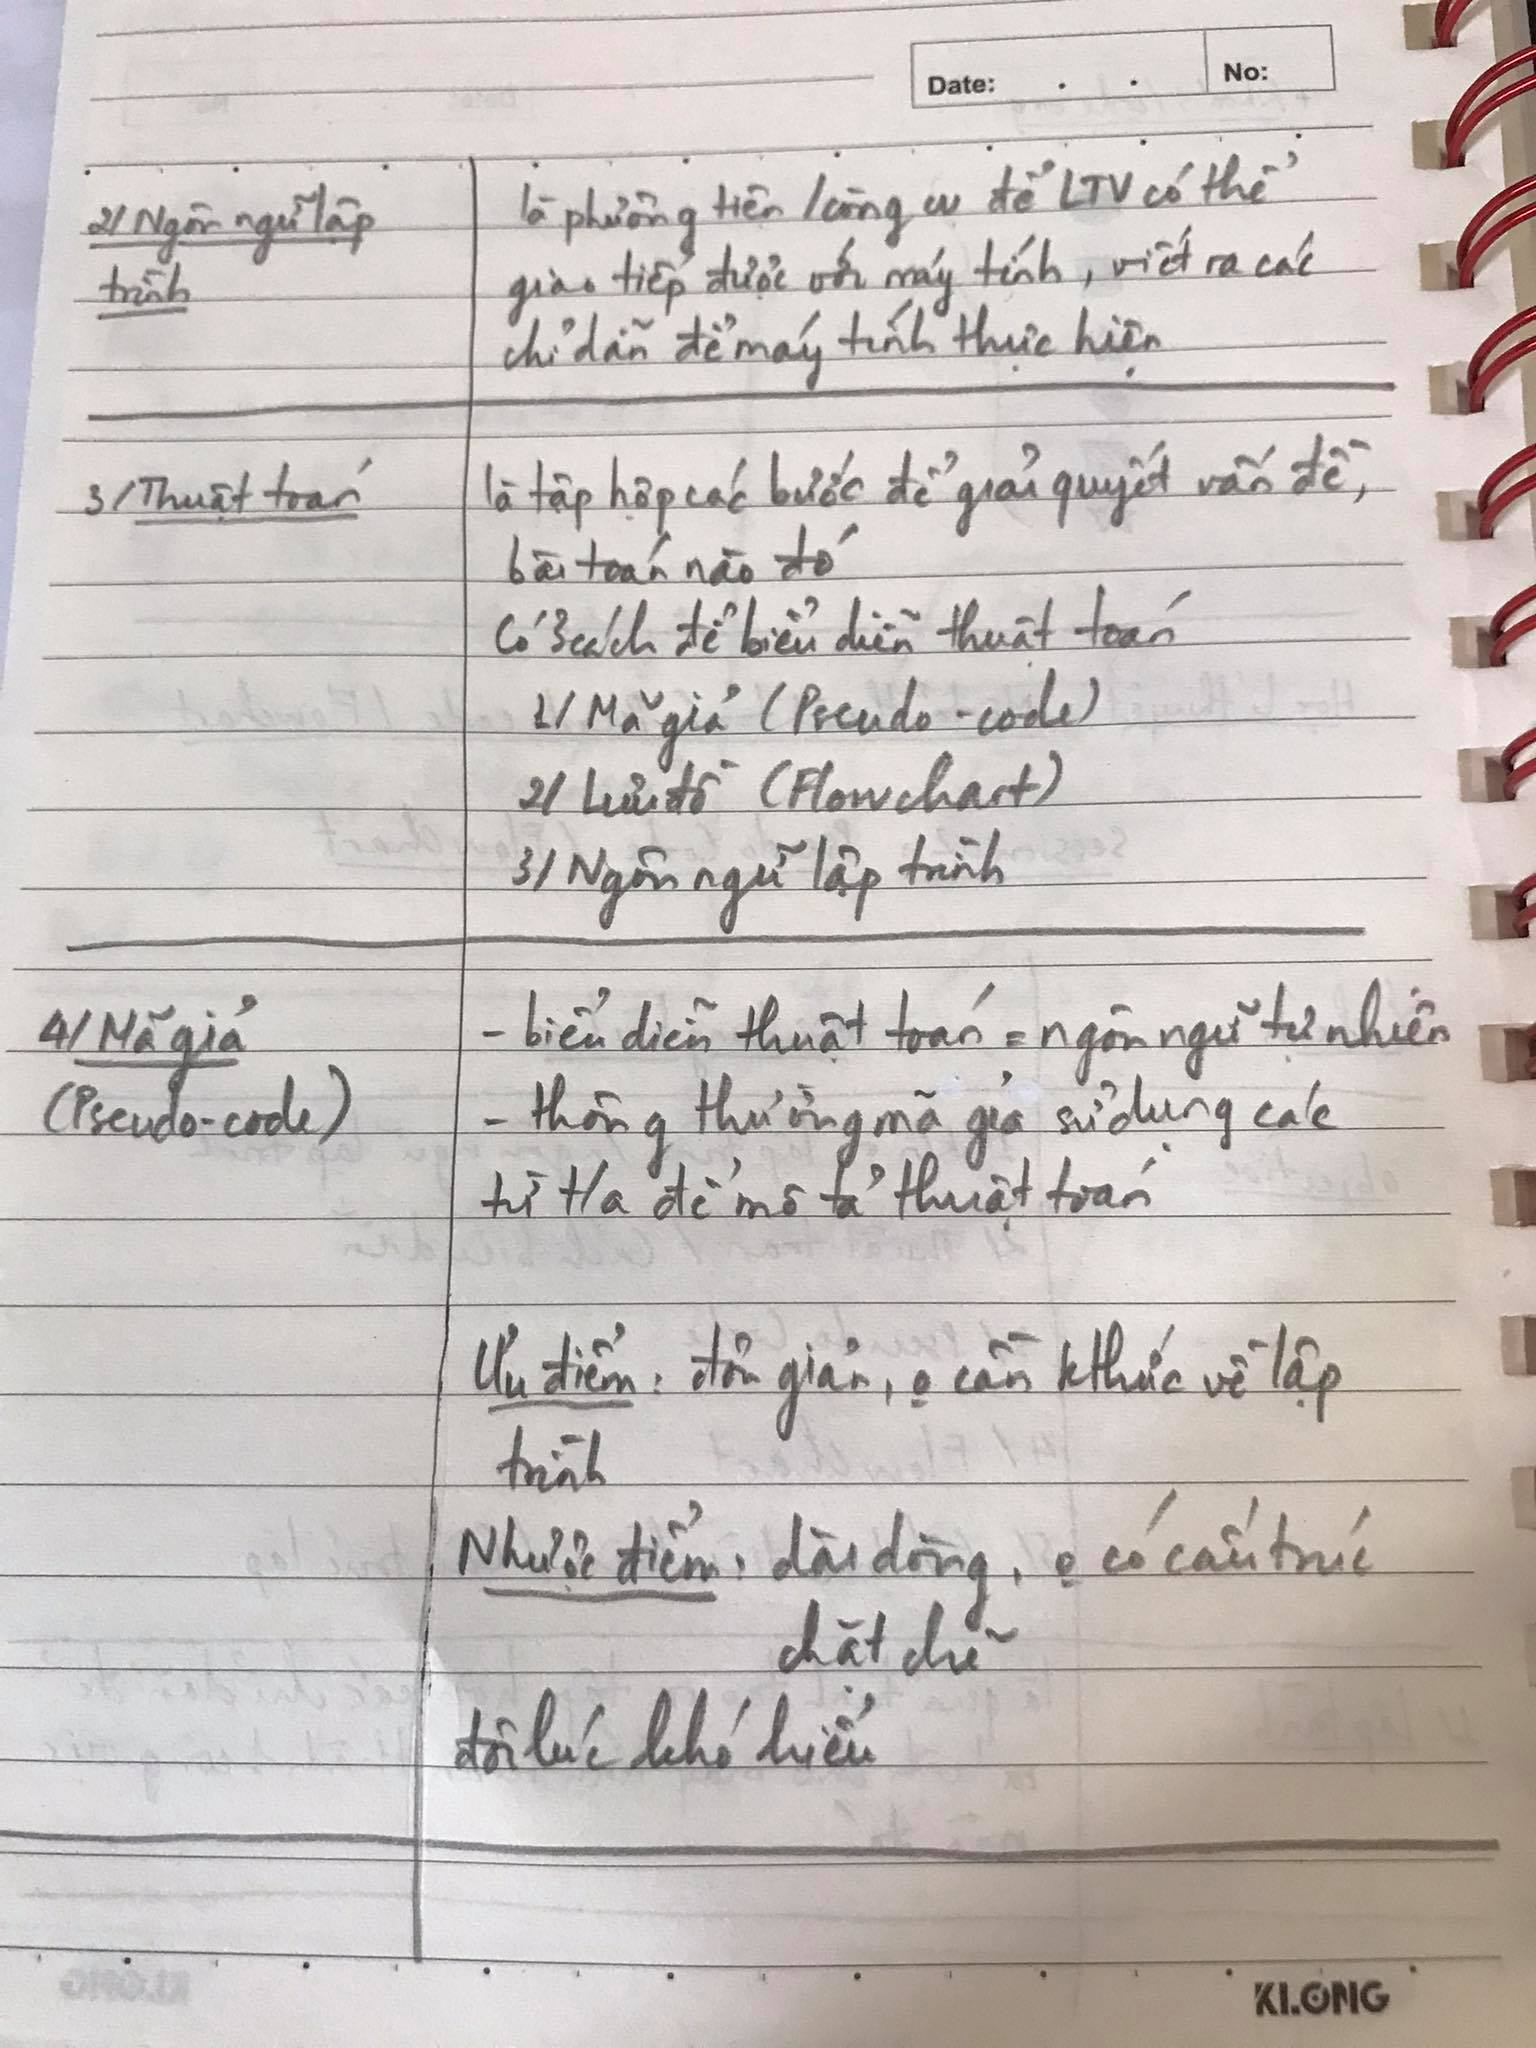 Date: . . No:
2/ Ngôn ngữ lập
trình
là phương tiện / công cụ để LTV có thể
giao tiếp được với máy tính, viết ra các
chỉ dẫn để máy tính thực hiện
3/ Thuật toán
là tập hợp các bước để giải quyết vấn đề,
bài toán nào đó
Có 3 cách để biểu diễn thuật toán
1/ Mã giả (Pseudo-code)
2/ Lưu đồ (Flowchart)
3/ Ngôn ngữ lập trình
4/ Mã giả
(Pseudo-code)
- biểu diễn thuật toán = ngôn ngữ tự nhiên
- thông thường mã giả sử dụng các
từ t/a để mô tả thuật toán
Ưu điểm: đơn giản, o cần kthức về lập
trình
Nhược điểm: dài dòng, o có cấu trúc
chặt chẽ
đôi lúc khó hiểu
KLONG